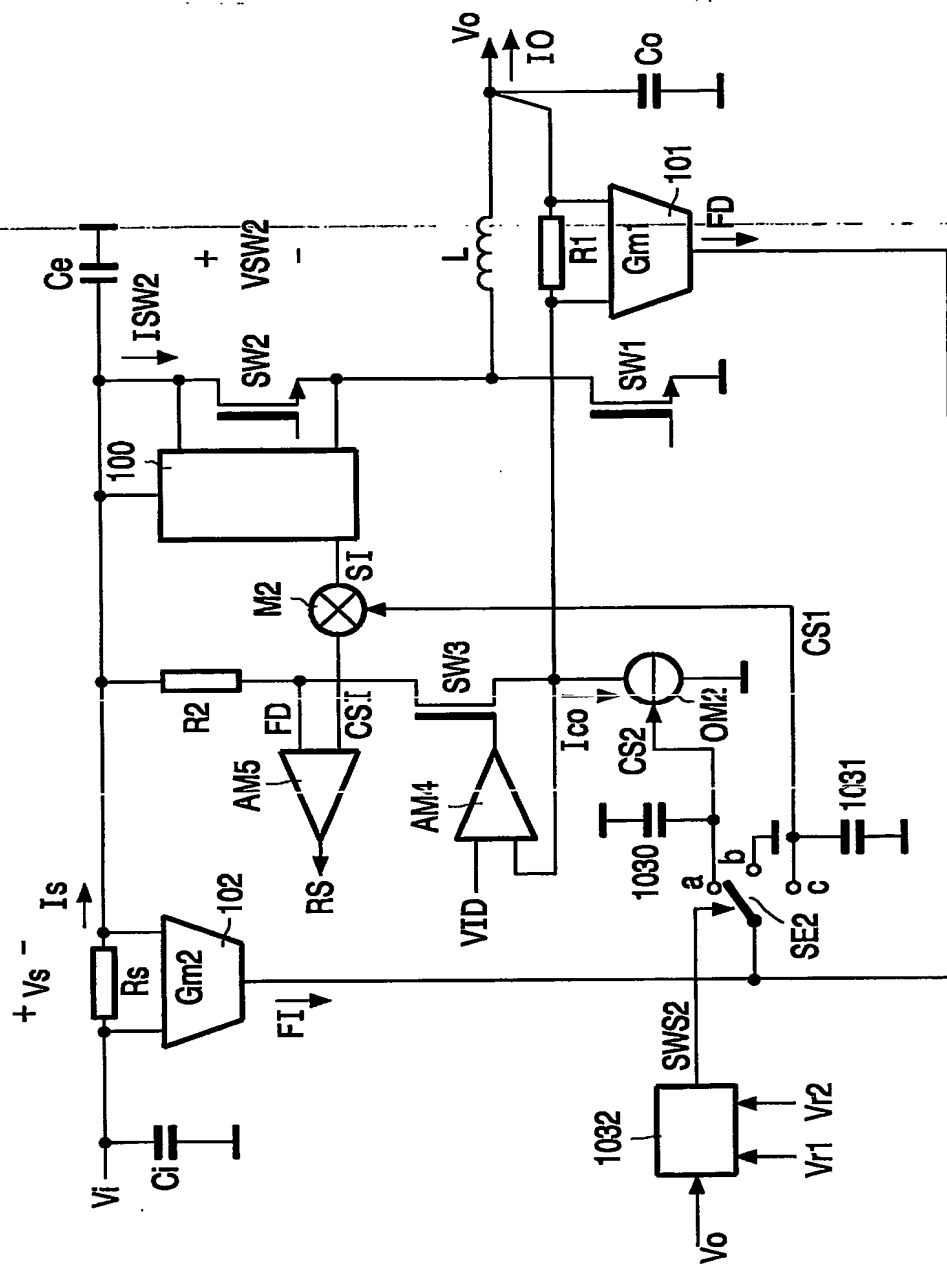 Vo
IO
Co
101
FD
R1
Gm1
L
Ce
ISW2
+
VSW2
-
SW2
SW1
100
SI
M2
CS1
R2
FD
CSI
SW3
Ico
OM2
AM5
RS
AM4
VID
CS2
1030
1031
a
b
c
SE2
Is
+ Vs -
Rs
102
Gm2
FI
SWS2
Vi
Ci
1032
Vr1
Vr2
Vo